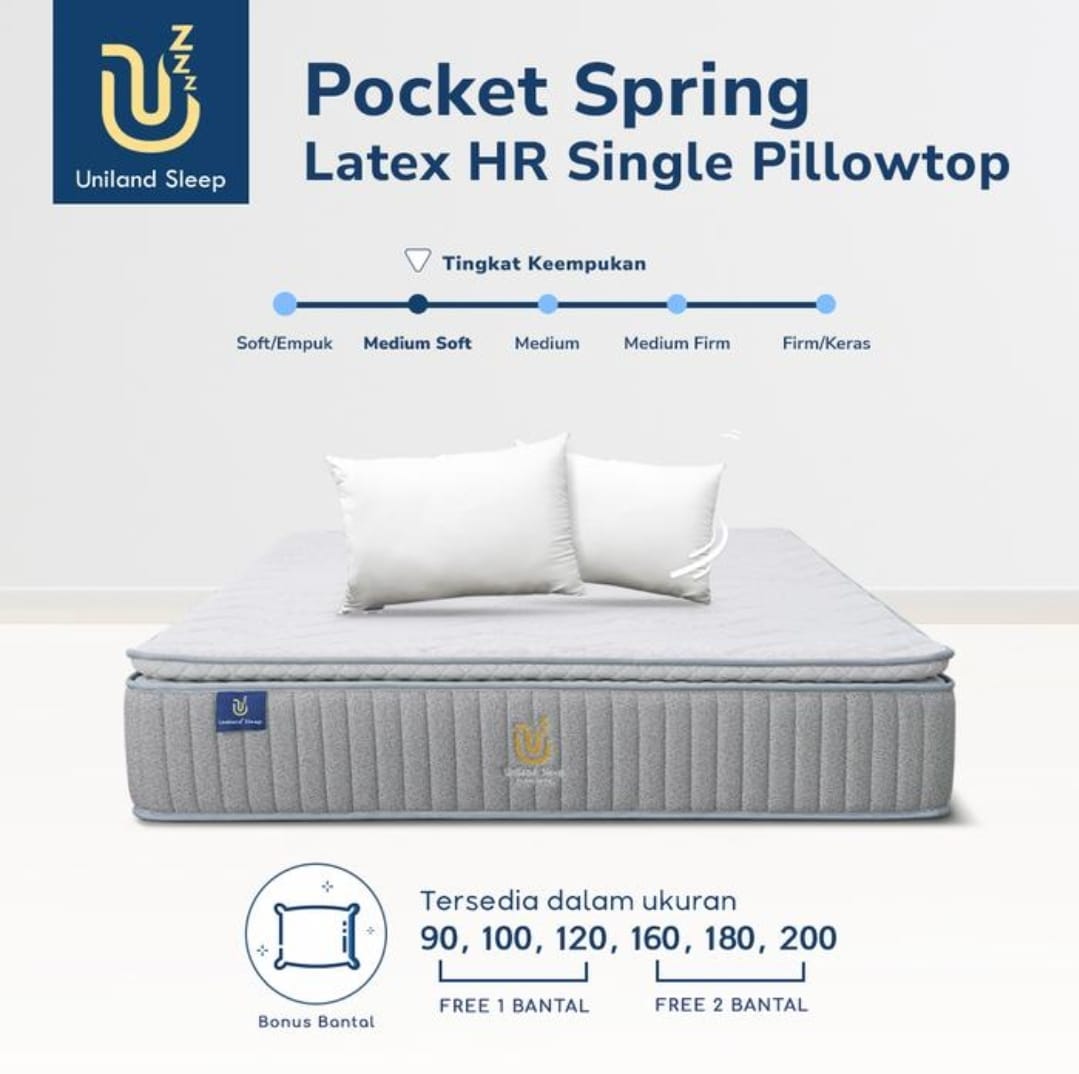 Z
Z
Z
Uniland Sleep
Pocket Spring
Latex HR Single Pillowtop
Tingkat Keempukan
Soft/Empuk Medium Soft Medium Medium Firm Firm/Keras
Uniland Sleep
Uniland Sleep
Tersedia dalam ukuran
90, 100, 120, 160, 180, 200
FREE 1 BANTAL FREE 2 BANTAL
Bonus Bantal